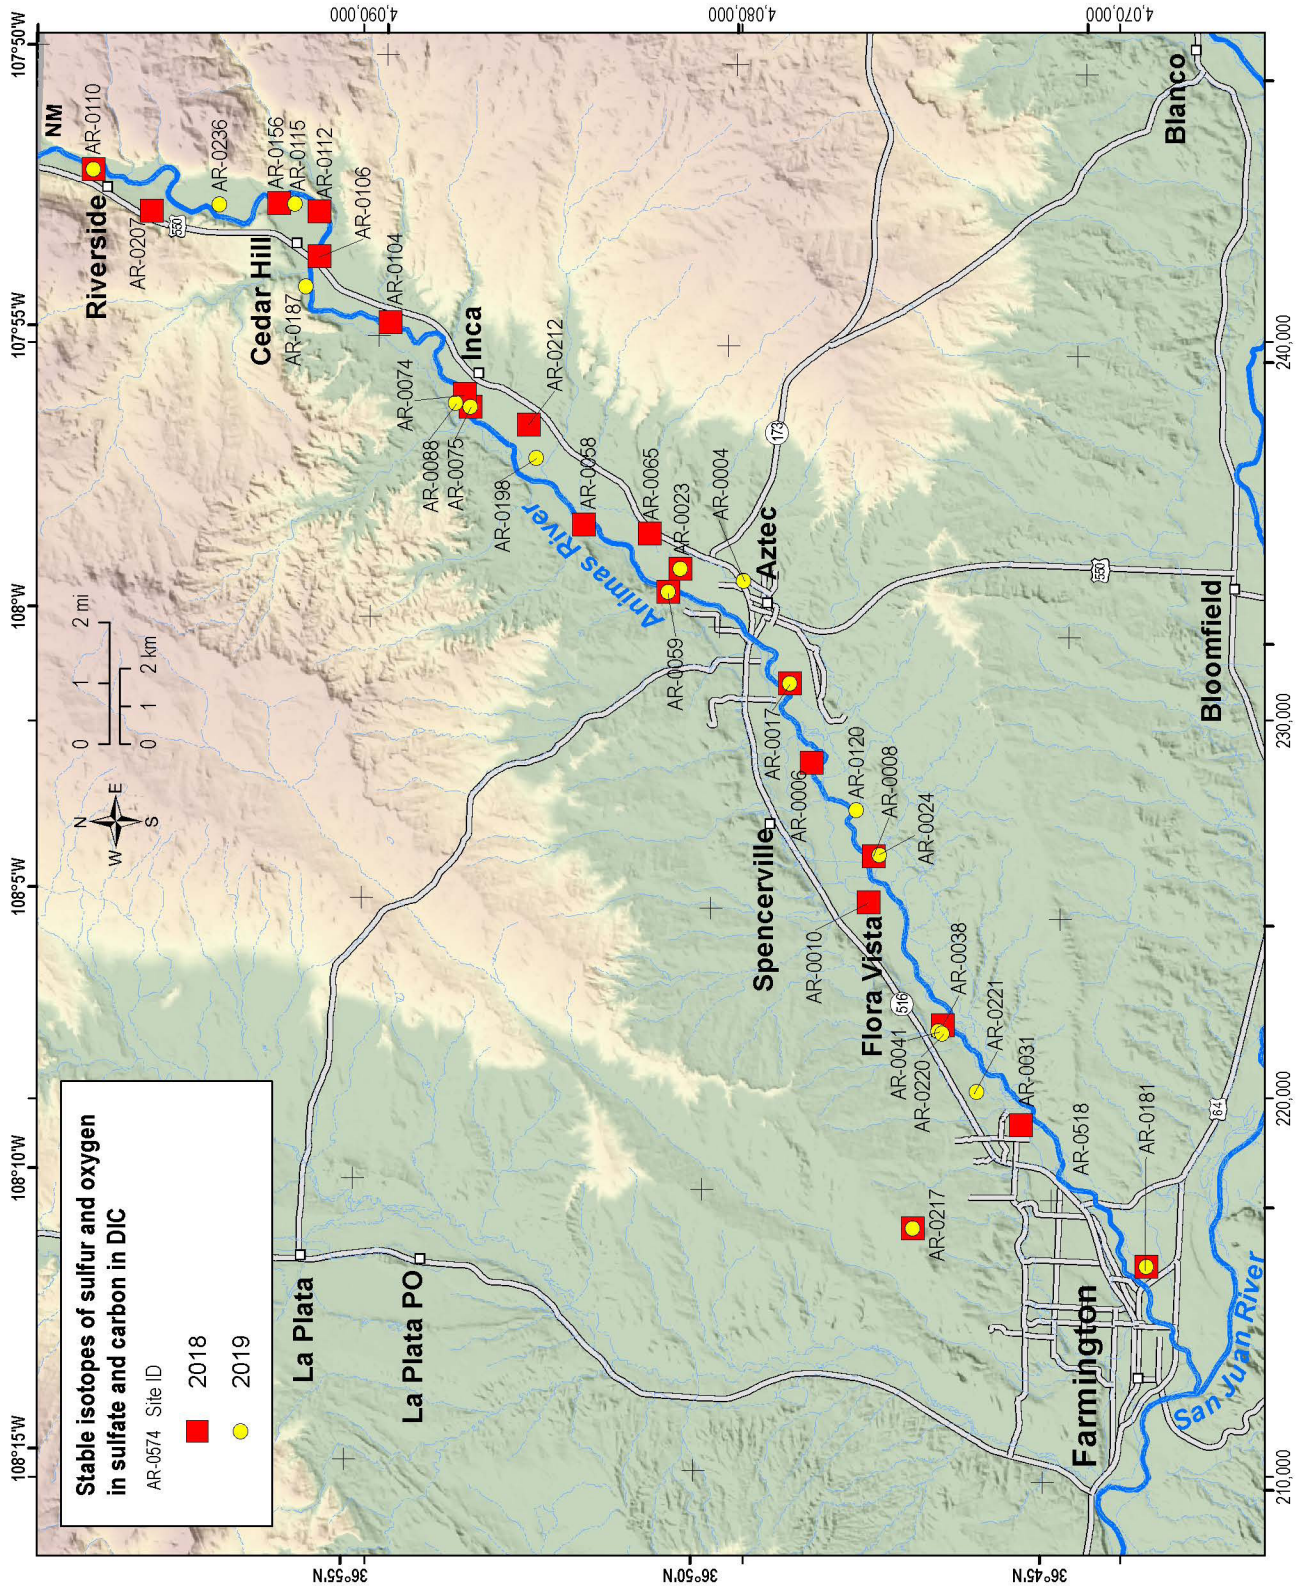 Stable isotopes of sulfur and oxygen
in sulfate and carbon in DIC
AR-0574 Site ID
2018
2019
N
W
E
S
0 1 2 mi
0 1 2 km
108°15'W
108°10'W
108°5'W
108°W
107°55'W
107°50'W
36°55'N
36°50'N
36°45'N
4,090,000
4,080,000
4,070,000
210,000
220,000
230,000
240,000
NM
Riverside
AR-0110
AR-0207
AR-0236
550
AR-0156
AR-0115
AR-0112
AR-0106
Cedar Hill
AR-0187
AR-0104
Inca
AR-0074
AR-0088
AR-0075
AR-0212
AR-0198
AR-0058
Animas River
AR-0065
AR-0023
AR-0059
AR-0004
Aztec
173
550
La Plata
La Plata PO
AR-0017
AR-0006
AR-0120
AR-0008
AR-0024
Spencerville
AR-0010
Flora Vista
516
AR-0038
AR-0041
AR-0220
AR-0221
AR-0031
AR-0518
AR-0217
AR-0181
64
Farmington
San Juan River
Bloomfield
Blanco